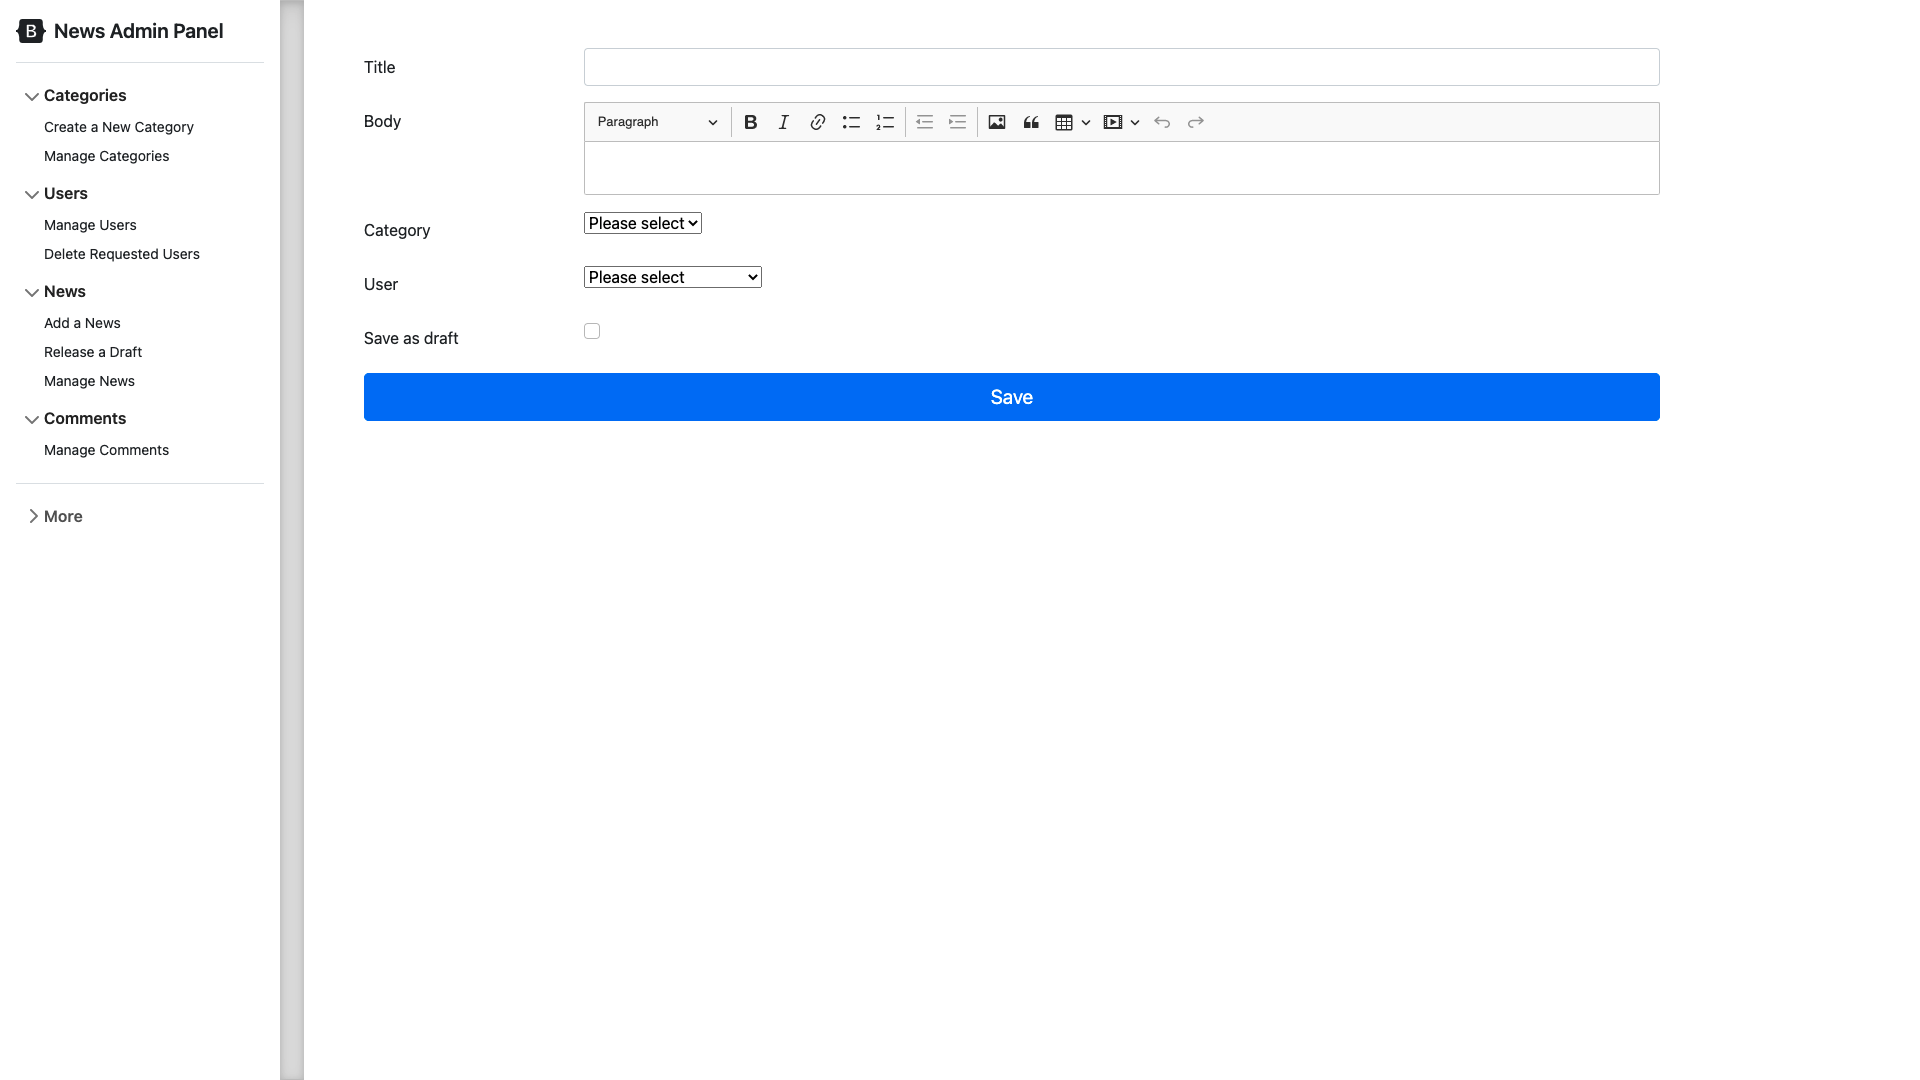 B News Admin Panel
Categories
Create a New Category
Manage Categories
Users
Manage Users
Delete Requested Users
News
Add a News
Release a Draft
Manage News
Comments
Manage Comments
More
Title
Body
Paragraph
Category
Please select
User
Please select
Save as draft
Save